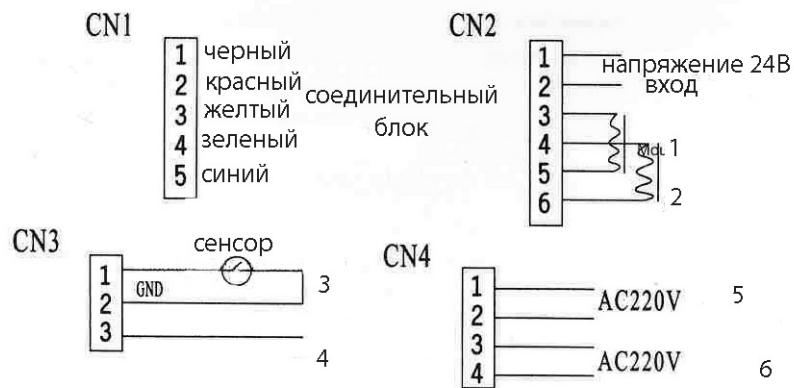 CN1
1 черный
2 красный
3 желтый
4 зеленый
5 синий
соединительный
блок
CN2
1
2
3
4
5
6
напряжение 24В
вход
1
2
CN3
сенсор
1
GND
2
3
3
4
CN4
1
2
3
4
AC220V 5
AC220V 6